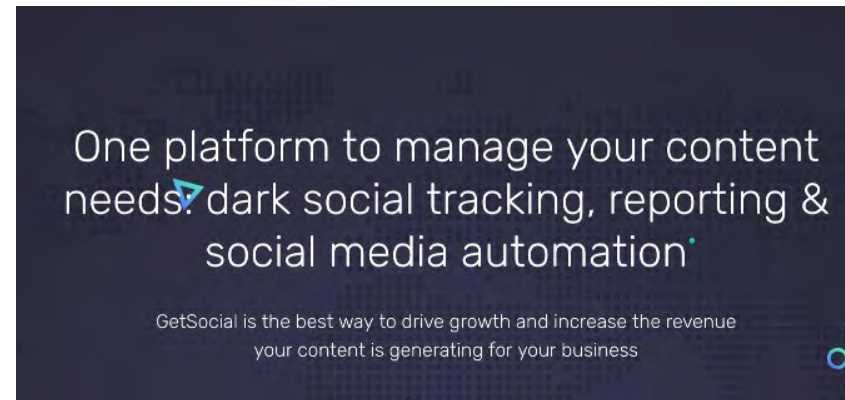 One platform to manage your content
needs: dark social tracking, reporting &
social media automation
GetSocial is the best way to drive growth and increase the revenue
your content is generating for your business